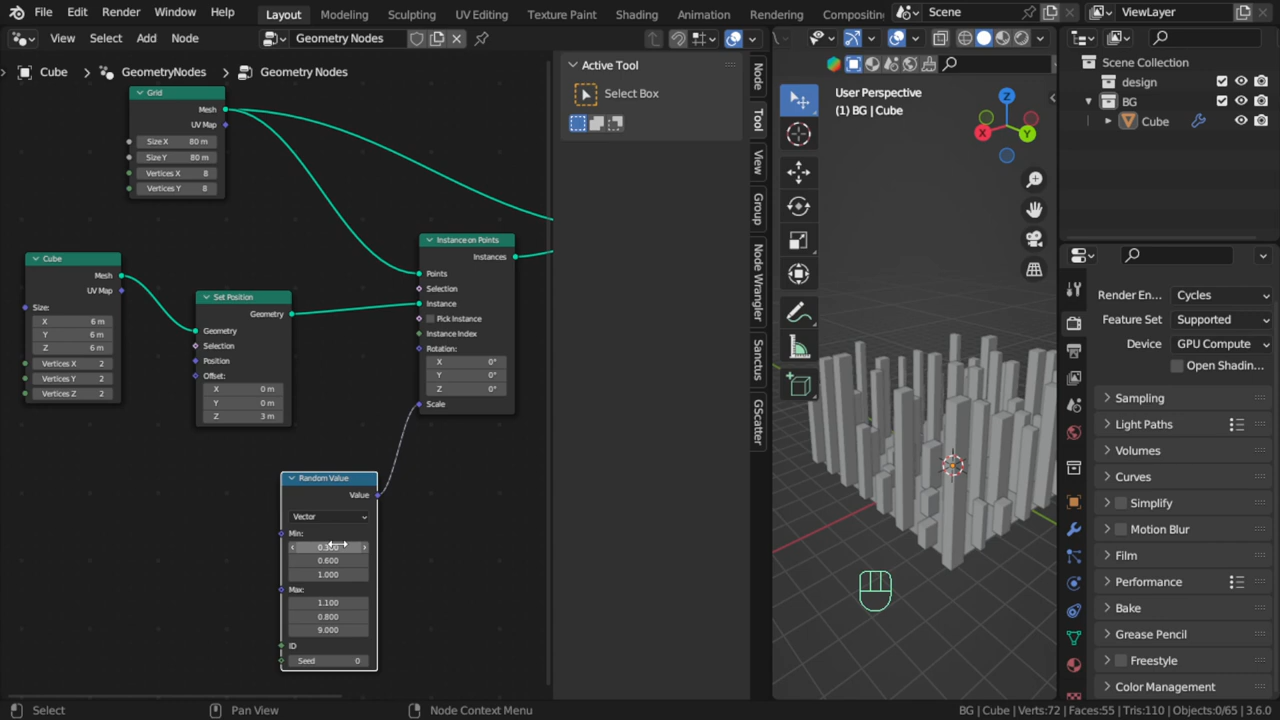 File Edit Render Window Help Layout Modeling Sculpting UV Editing Texture Paint Shading Animation Rendering Scene ViewLayer
View Select Add Node Geometry Nodes
Cube GeometryNodes Geometry Nodes
Grid
Mesh
UV Map
Size X 80 m
Size Y 80 m
Vertices X 8
Vertices Y 8
Cube
Mesh
UV Map
Size:
X 6 m
Y 6 m
Z 6 m
Vertices X 2
Vertices Y 2
Vertices Z 2
Set Position
Geometry
Geometry
Selection
Position
Offset:
X 0 m
Y 0 m
Z 3 m
Instance on Points
Instances
Points
Selection
Instance
Pick Instance
Instance Index
Rotation:
X 0°
Y 0°
Z 0°
Scale
Random Value
Value
Vector
Min:
0.600
1.000
Max:
1.100
0.800
9.000
ID
Seed 0
Active Tool
Select Box
Node
Tool
View
Group
Node Wrangler
Sanctus
GScatter
User Perspective
(1) BG | Cube
Z
X
Y
Scene Collection
design
BG
Cube
Render En... Cycles
Feature Set Supported
Device GPU Compute
Open Shadin...
Sampling
Light Paths
Volumes
Curves
Simplify
Motion Blur
Film
Performance
Bake
Grease Pencil
Freestyle
Color Management
Select Pan View Node Context Menu BG | Cube | Verts:72 | Faces:55 | Tris:110 | Objects:0/65 | 3.6.0